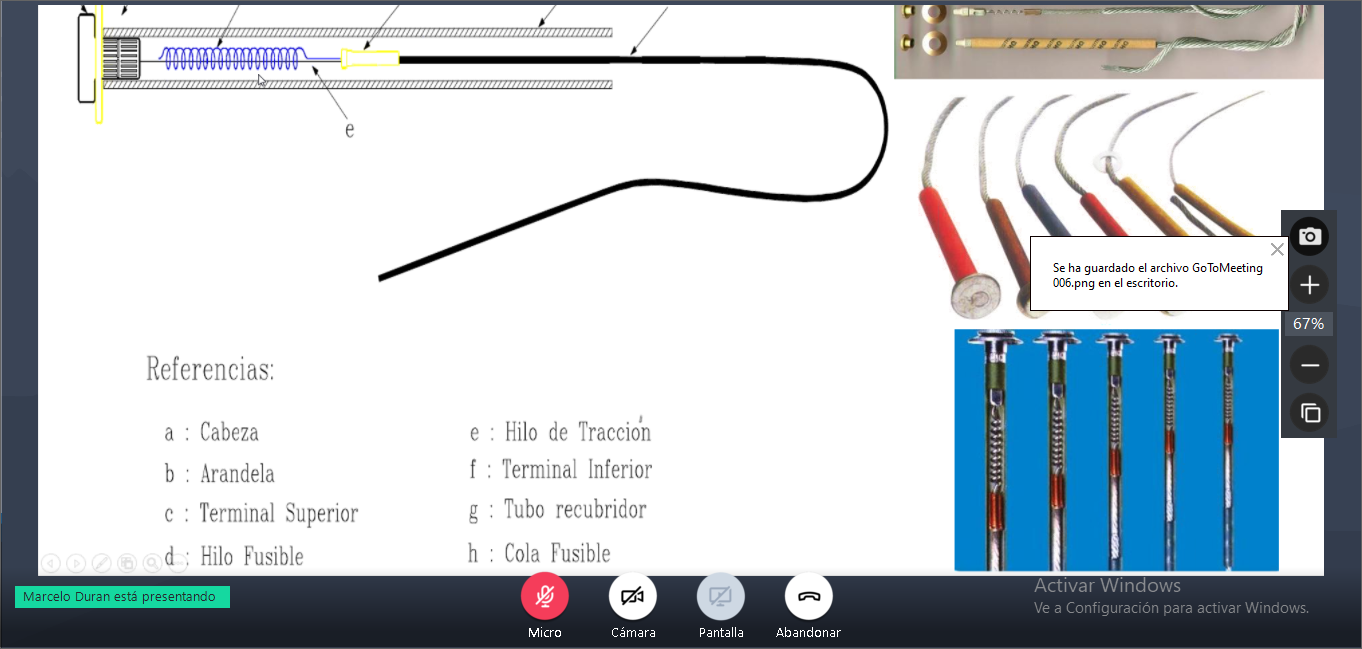 e
Se ha guardado el archivo GoToMeeting
006.png en el escritorio.
67%
Referencias:
a : Cabeza
b : Arandela
c : Terminal Superior
d : Hilo Fusible
e : Hilo de Tracción
f : Terminal Inferior
g : Tubo recubridor
h : Cola Fusible
Marcelo Duran está presentando
Micro
Cámara
Pantalla
Abandonar
Activar Windows
Ve a Configuración para activar Windows.